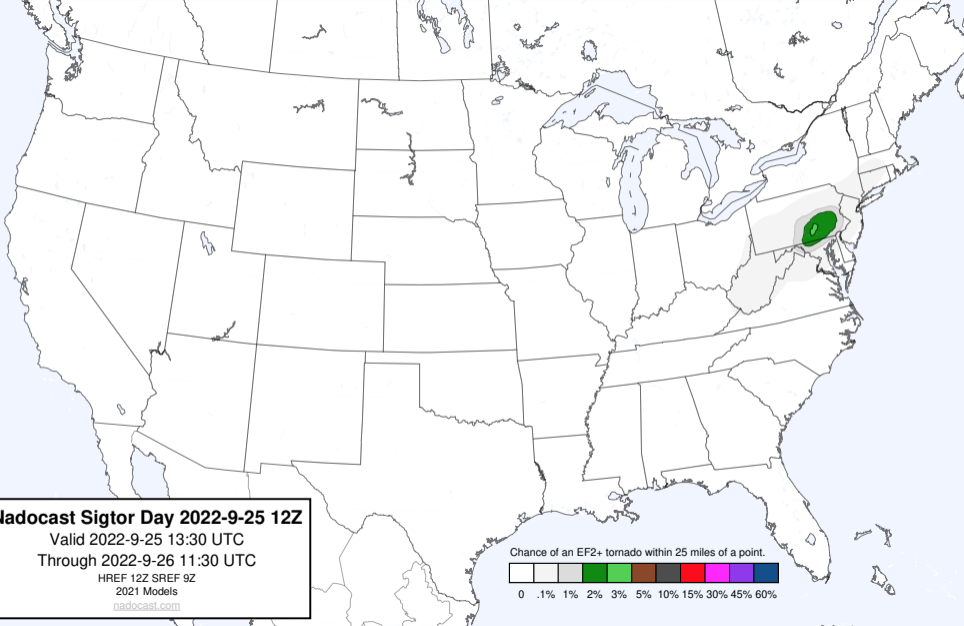 Nadocast Sigtor Day 2022-9-25 12Z
Valid 2022-9-25 13:30 UTC
Through 2022-9-26 11:30 UTC
HREF 12Z SREF 9Z
2021 Models
nadocast.com
Chance of an EF2+ tornado within 25 miles of a point.
0 .1% 1% 2% 3% 5% 10% 15% 30% 45% 60%